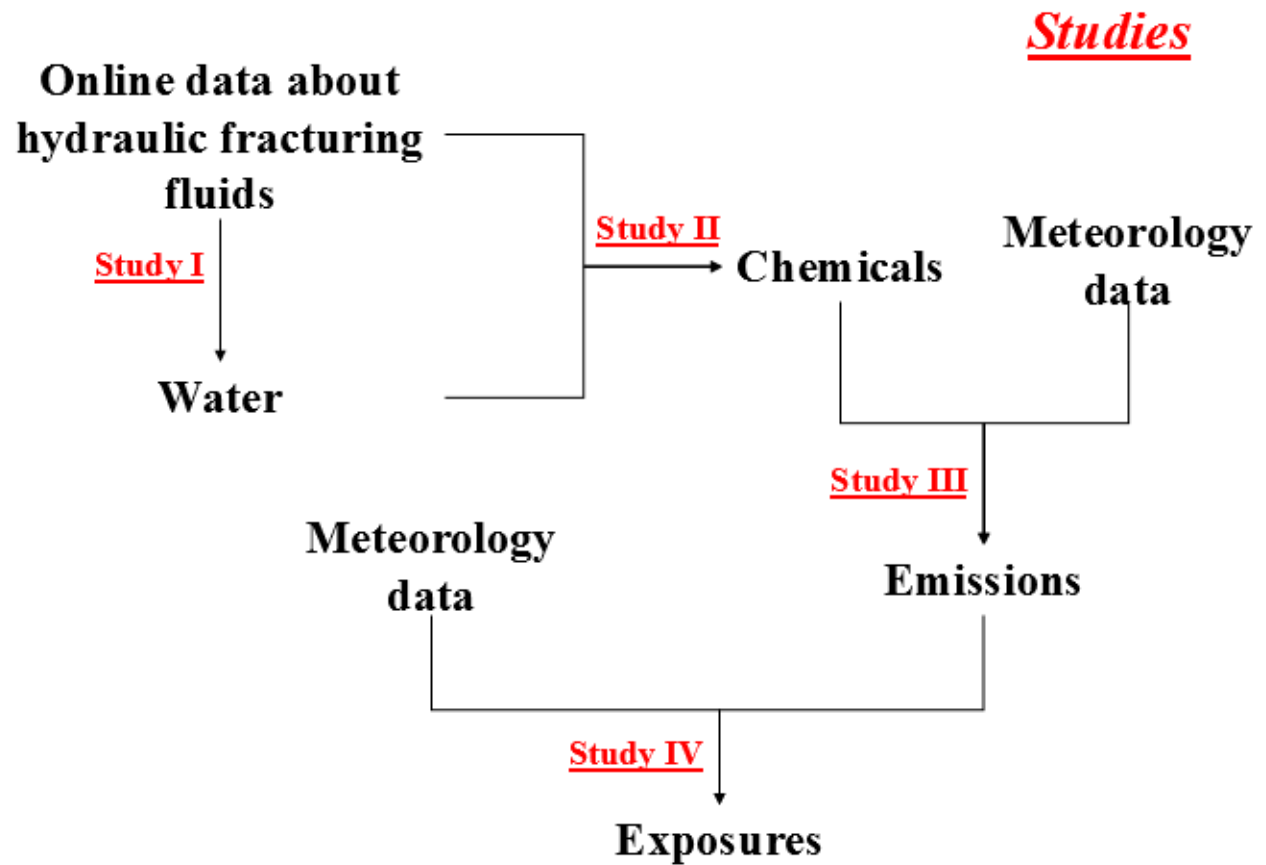 Studies
Online data about
hydraulic fracturing
fluids
Study I
Study II
Chemicals
Meteorology
data
Water
Study III
Meteorology
data
Emissions
Study IV
Exposures